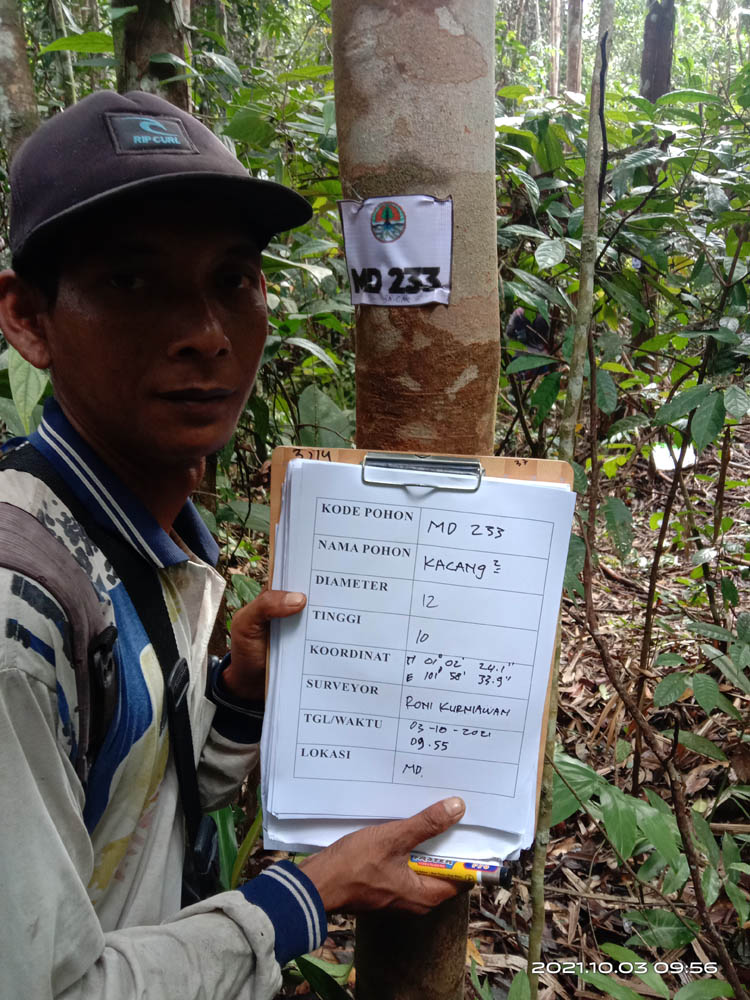 RIP CURL
MD 233
KODE POHON MD 233
NAMA POHON KACANG ²
DIAMETER 12
TINGGI 10
KOORDINAT N 01° 02' 24.1"
E 101° 58' 33.9"
SURVEYOR RONI KURNIAWAN
TGL/WAKTU 03-10-2021
09.55
LOKASI MD.
2021.10.03 09:56